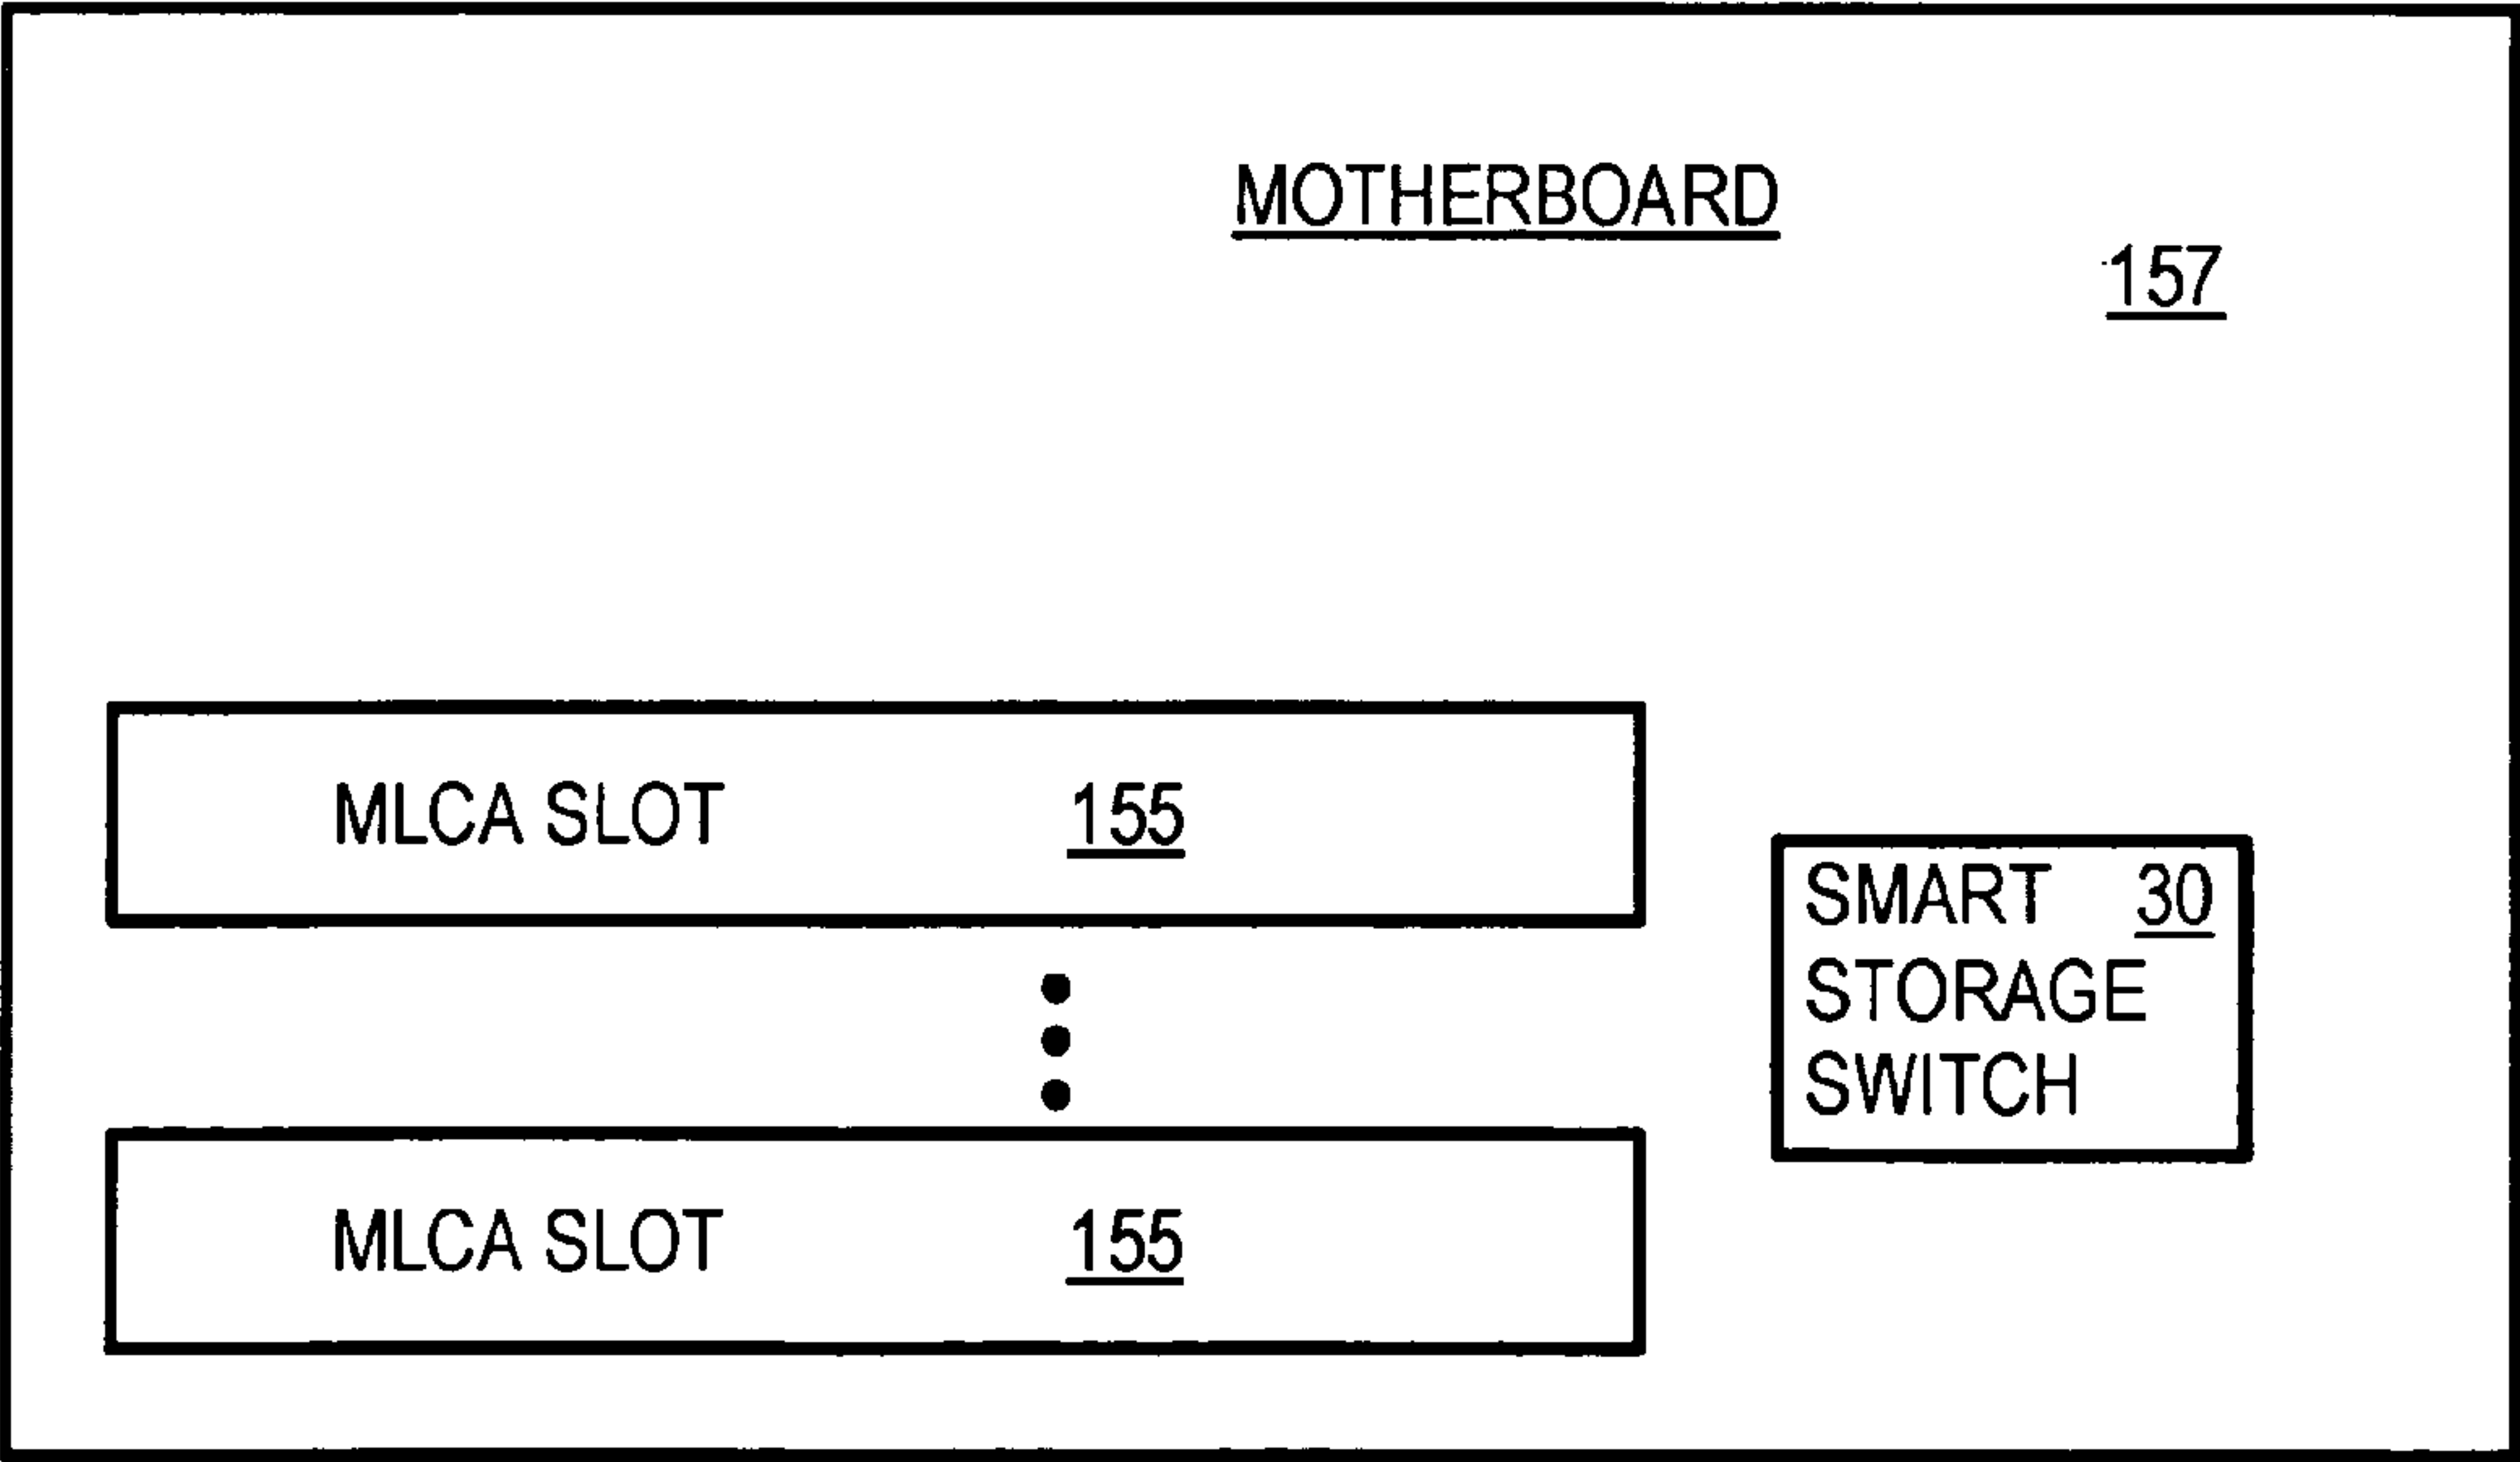 MOTHERBOARD
157
MLCA SLOT 155
SMART 30
STORAGE
SWITCH
MLCA SLOT 155